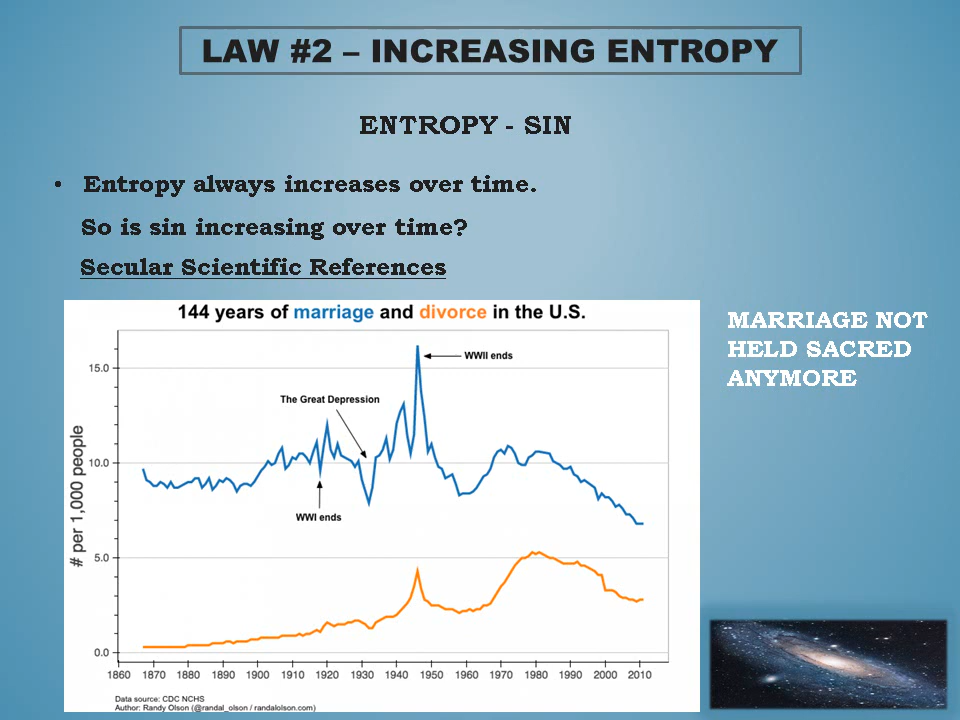 LAW #2 – INCREASING ENTROPY
ENTROPY - SIN
• Entropy always increases over time.
So is sin increasing over time?
Secular Scientific References
144 years of marriage and divorce in the U.S.
MARRIAGE NOT
HELD SACRED
ANYMORE
# per 1,000 people
15.0
10.0
5.0
0.0
WWII ends
The Great Depression
WWI ends
1860 1870 1880 1890 1900 1910 1920 1930 1940 1950 1960 1970 1980 1990 2000 2010
Data source: CDC NCHS
Author: Randy Olson (@randal_olson / randalolson.com)